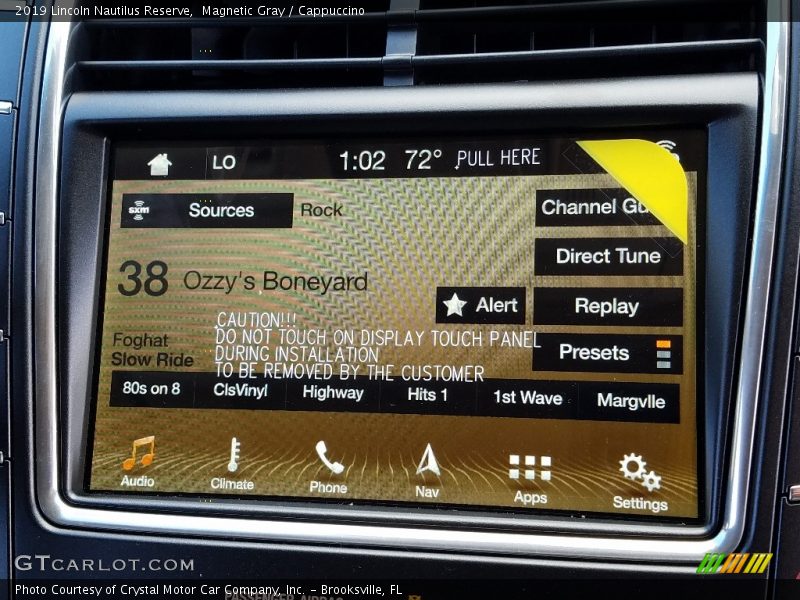 2019 Lincoln Nautilus Reserve,  Magnetic Gray / Cappuccino
LO 1:02 72° PULL HERE
sxm Sources Rock
Channel Gu
Direct Tune
38 Ozzy's Boneyard
Alert Replay
CAUTION!!!
DO NOT TOUCH ON DISPLAY TOUCH PANEL
DURING INSTALLATION
TO BE REMOVED BY THE CUSTOMER
Foghat
Slow Ride
Presets
80s on 8 ClsVinyl Highway Hits 1 1st Wave Margvlle
Audio Climate Phone Nav Apps Settings
GTCARLOT.COM
Photo Courtesy of Crystal Motor Car Company, Inc. – Brooksville, FL